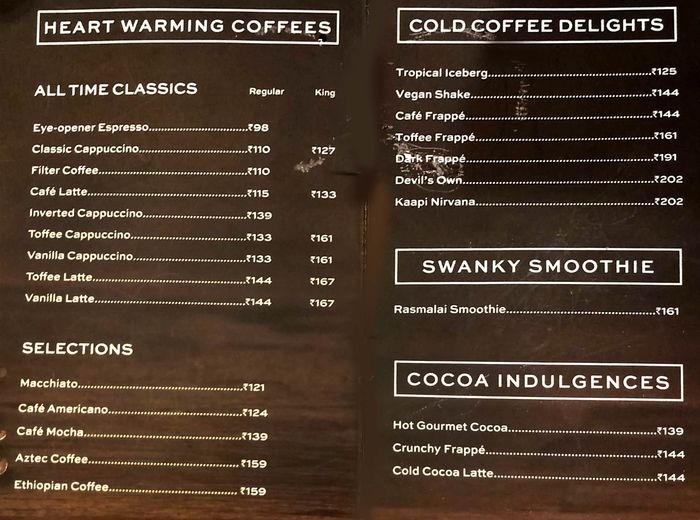 HEART WARMING COFFEES
ALL TIME CLASSICS Regular King
Eye-opener Espresso.....₹98
Classic Cappuccino.....₹110 ₹127
Filter Coffee.....₹110
Café Latte.....₹115 ₹133
Inverted Cappuccino.....₹139
Toffee Cappuccino.....₹133 ₹161
Vanilla Cappuccino.....₹133 ₹161
Toffee Latte.....₹144 ₹167
Vanilla Latte.....₹144 ₹167
SELECTIONS
Macchiato.....₹121
Café Americano.....₹124
Café Mocha.....₹139
Aztec Coffee.....₹159
Ethiopian Coffee.....₹159
COLD COFFEE DELIGHTS
Tropical Iceberg.....₹125
Vegan Shake.....₹144
Café Frappé.....₹144
Toffee Frappé.....₹161
Dark Frappé.....₹191
Devil's Own.....₹202
Kaapi Nirvana.....₹202
SWANKY SMOOTHIE
Rasmalai Smoothie.....₹161
COCOA INDULGENCES
Hot Gourmet Cocoa.....₹139
Crunchy Frappé.....₹144
Cold Cocoa Latte.....₹144